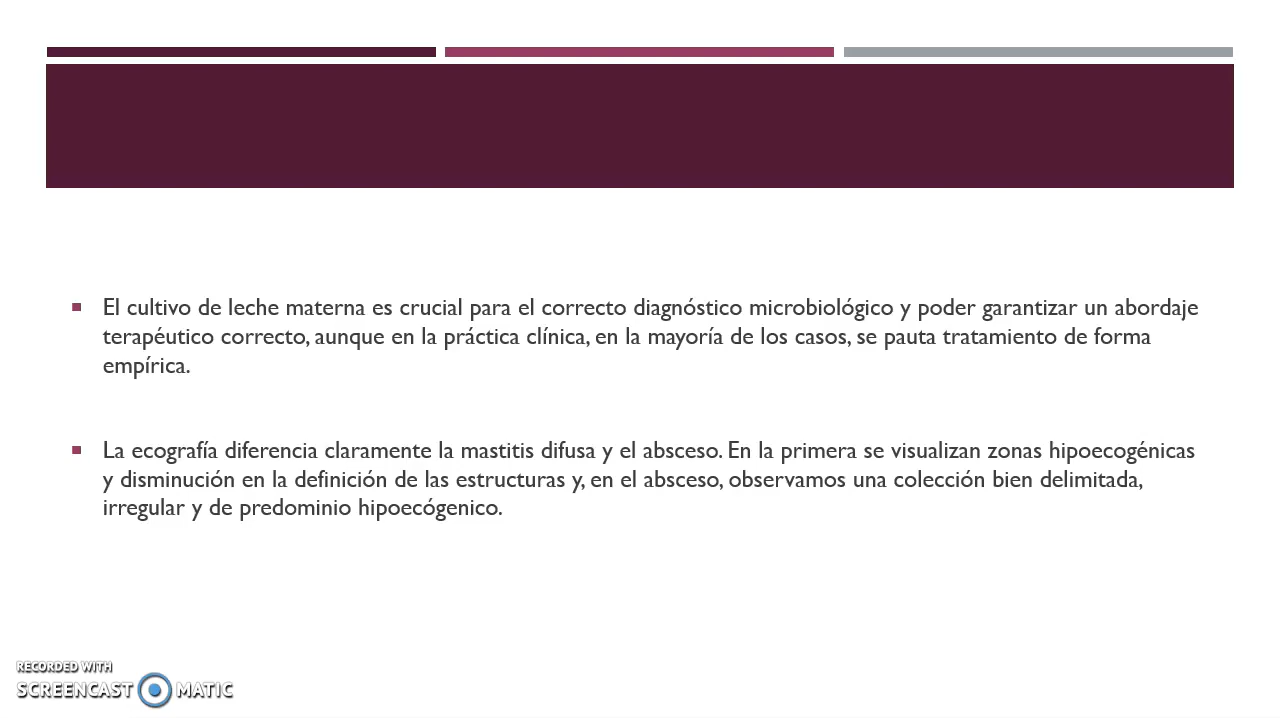 El cultivo de leche materna es crucial para el correcto diagnóstico microbiológico y poder garantizar un abordaje
terapéutico correcto, aunque en la práctica clínica, en la mayoría de los casos, se pauta tratamiento de forma
empírica.
La ecografía diferencia claramente la mastitis difusa y el absceso. En la primera se visualizan zonas hipoecogénicas
y disminución en la definición de las estructuras y, en el absceso, observamos una colección bien delimitada,
irregular y de predominio hipoecógenico.
RECORDED WITH
SCREENCAST MATIC